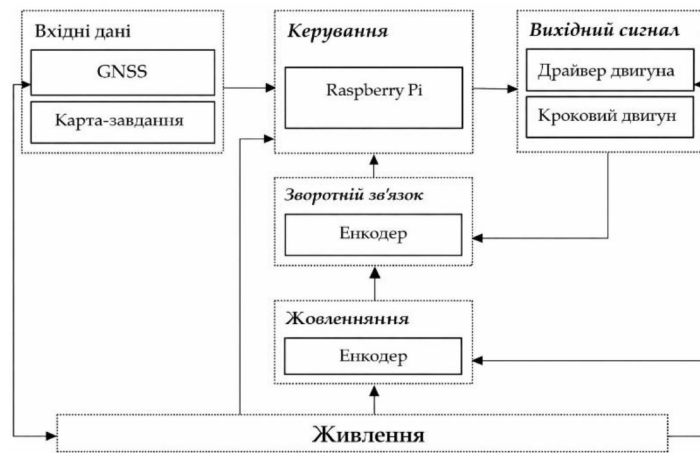 Вхідні дані
GNSS
Карта-завдання
Керування
Raspberry Pi
Вихідний сигнал
Драйвер двигуна
Кроковий двигун
Зворотній зв'язок
Енкодер
Жовленняння
Енкодер
Живлення